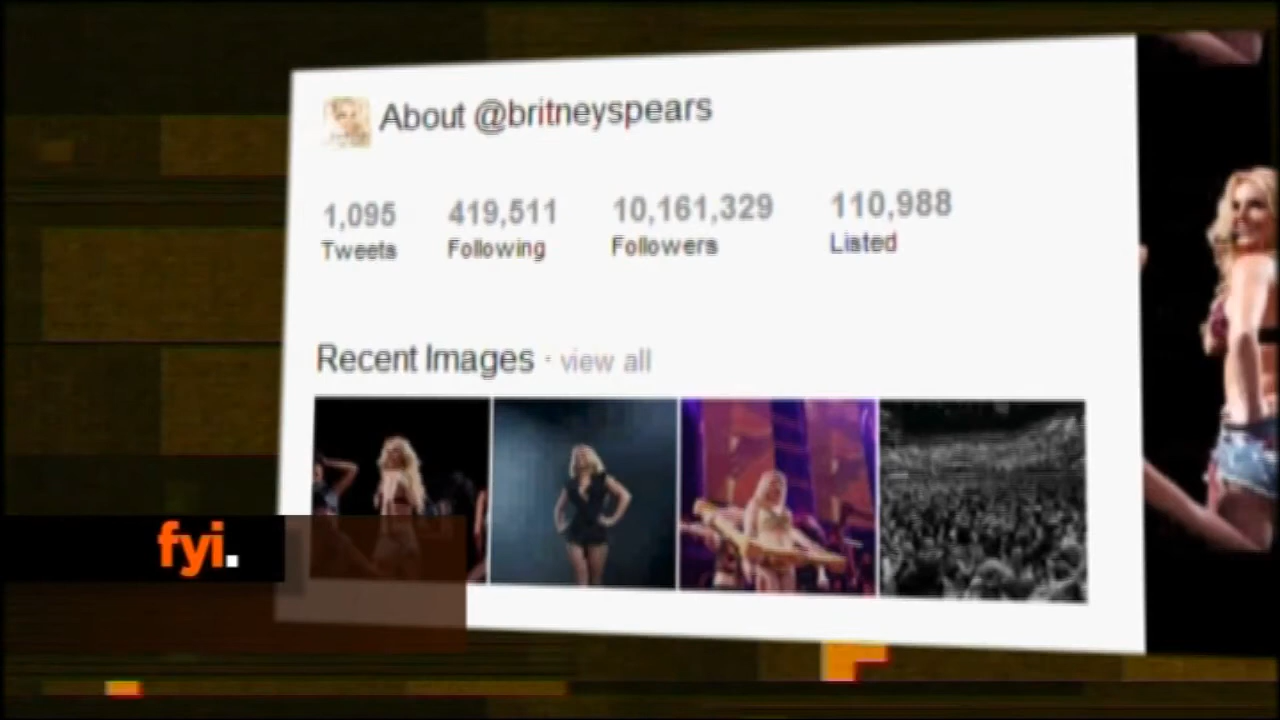 About @britneyspears
1,095 419,511 10,161,329 110,988
Tweets Following Followers Listed
Recent Images · view all
fyi.